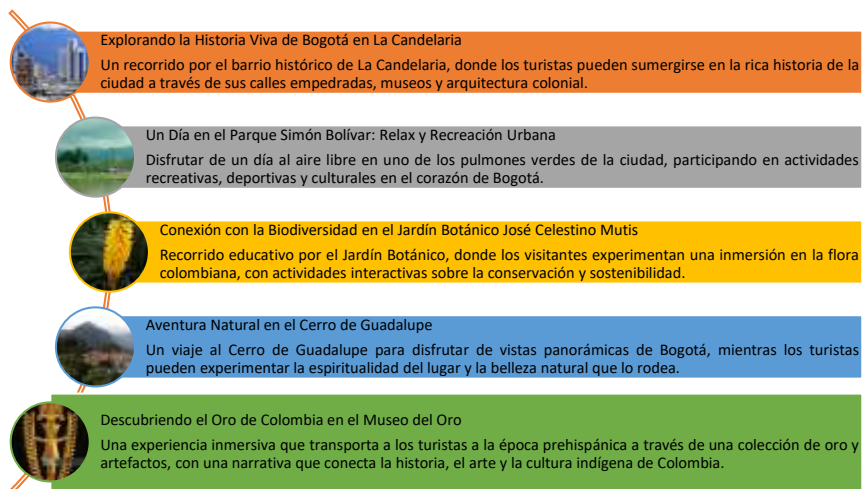 Explorando la Historia Viva de Bogotá en La Candelaria
Un recorrido por el barrio histórico de La Candelaria, donde los turistas pueden sumergirse en la rica historia de la
ciudad a través de sus calles empedradas, museos y arquitectura colonial.
Un Día en el Parque Simón Bolívar: Relax y Recreación Urbana
Disfrutar de un día al aire libre en uno de los pulmones verdes de la ciudad, participando en actividades
recreativas, deportivas y culturales en el corazón de Bogotá.
Conexión con la Biodiversidad en el Jardín Botánico José Celestino Mutis
Recorrido educativo por el Jardín Botánico, donde los visitantes experimentan una inmersión en la flora
colombiana, con actividades interactivas sobre la conservación y sostenibilidad.
Aventura Natural en el Cerro de Guadalupe
Un viaje al Cerro de Guadalupe para disfrutar de vistas panorámicas de Bogotá, mientras los turistas
pueden experimentar la espiritualidad del lugar y la belleza natural que lo rodea.
Descubriendo el Oro de Colombia en el Museo del Oro
Una experiencia inmersiva que transporta a los turistas a la época prehispánica a través de una colección de oro y
artefactos, con una narrativa que conecta la historia, el arte y la cultura indígena de Colombia.